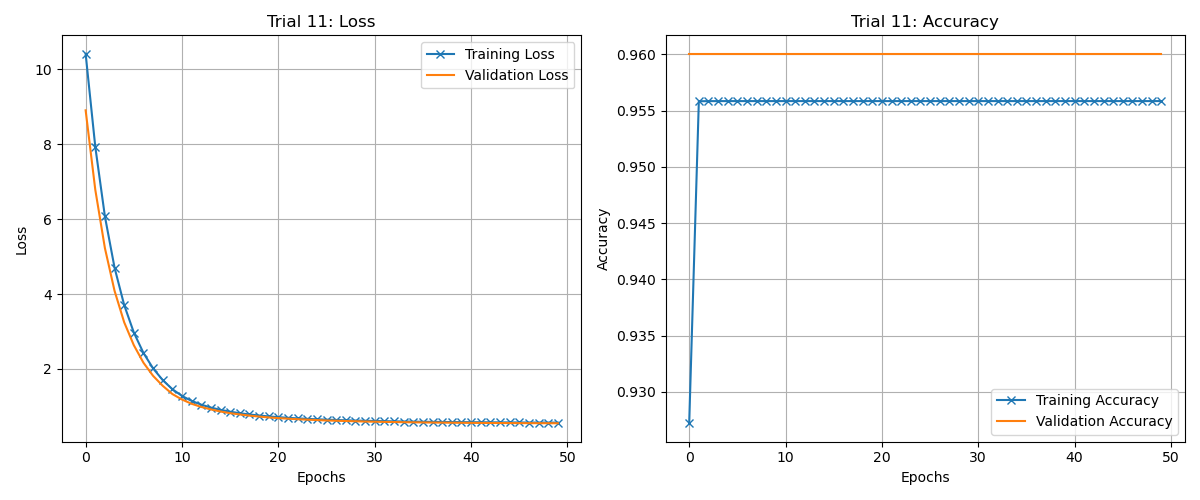 Trial 11: Loss
10
8
6
4
2
Loss
0
10
20
30
40
50
Epochs
Training Loss
Validation Loss
Trial 11: Accuracy
0.960
0.955
0.950
0.945
0.940
0.935
0.930
Accuracy
0
10
20
30
40
50
Epochs
Training Accuracy
Validation Accuracy